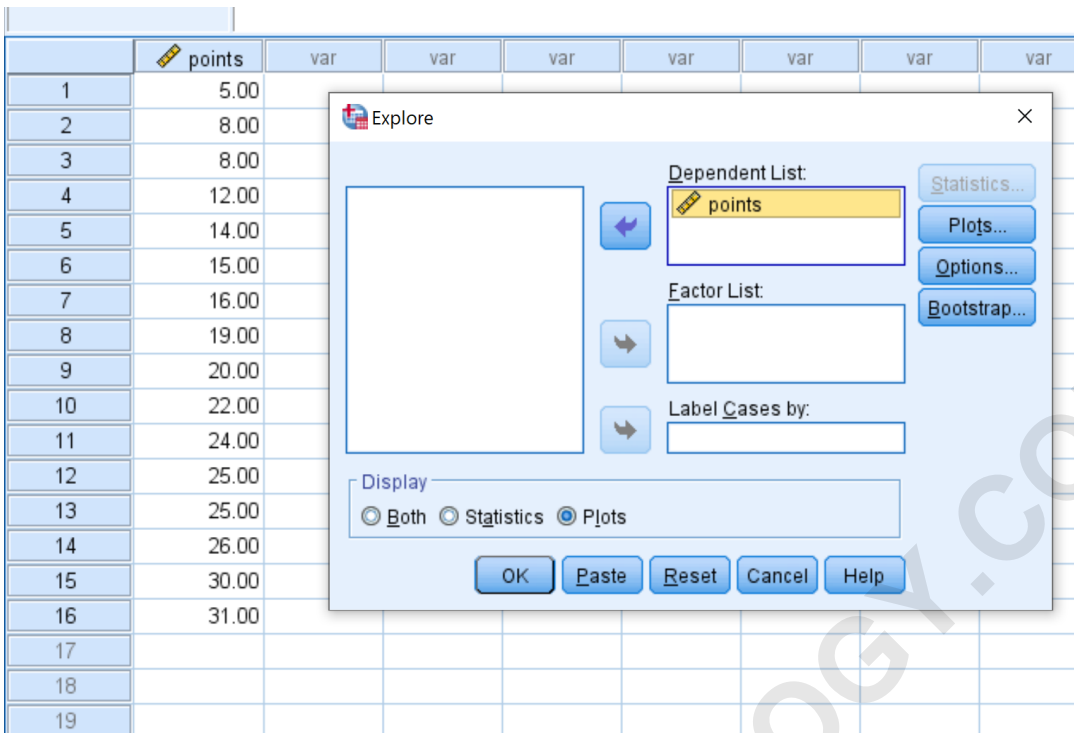 points var var var var var var var
1 5.00
2 8.00
3 8.00
4 12.00
5 14.00
6 15.00
7 16.00
8 19.00
9 20.00
10 22.00
11 24.00
12 25.00
13 25.00
14 26.00
15 30.00
16 31.00
17
18
19
Explore
Dependent List:
points
Statistics...
Plots...
Options...
Bootstrap...
Factor List:
Label Cases by:
Display
Both Statistics Plots
OK Paste Reset Cancel Help
OGY.CO